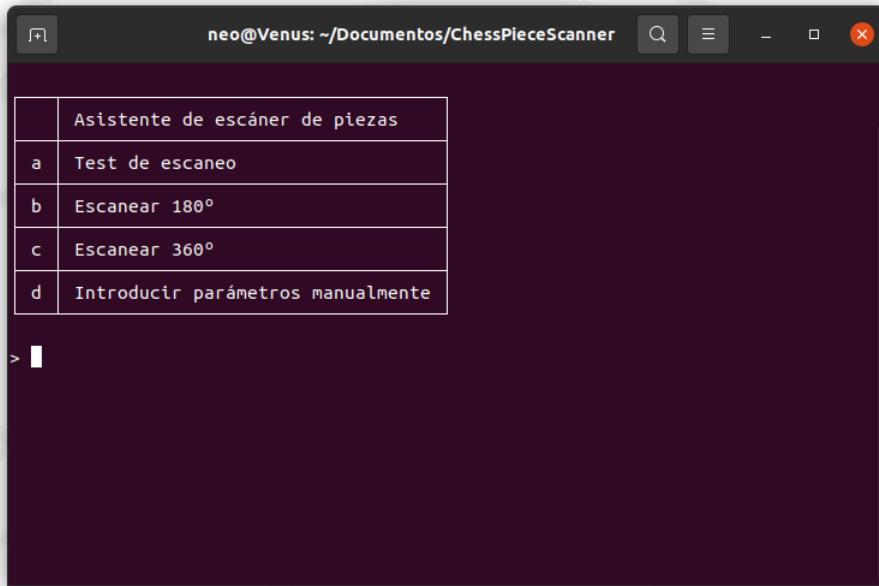 neo@Venus: ~/Documentos/ChessPieceScanner
Asistente de escáner de piezas
a Test de escaneo
b Escanear 180º
c Escanear 360º
d Introducir parámetros manualmente
>